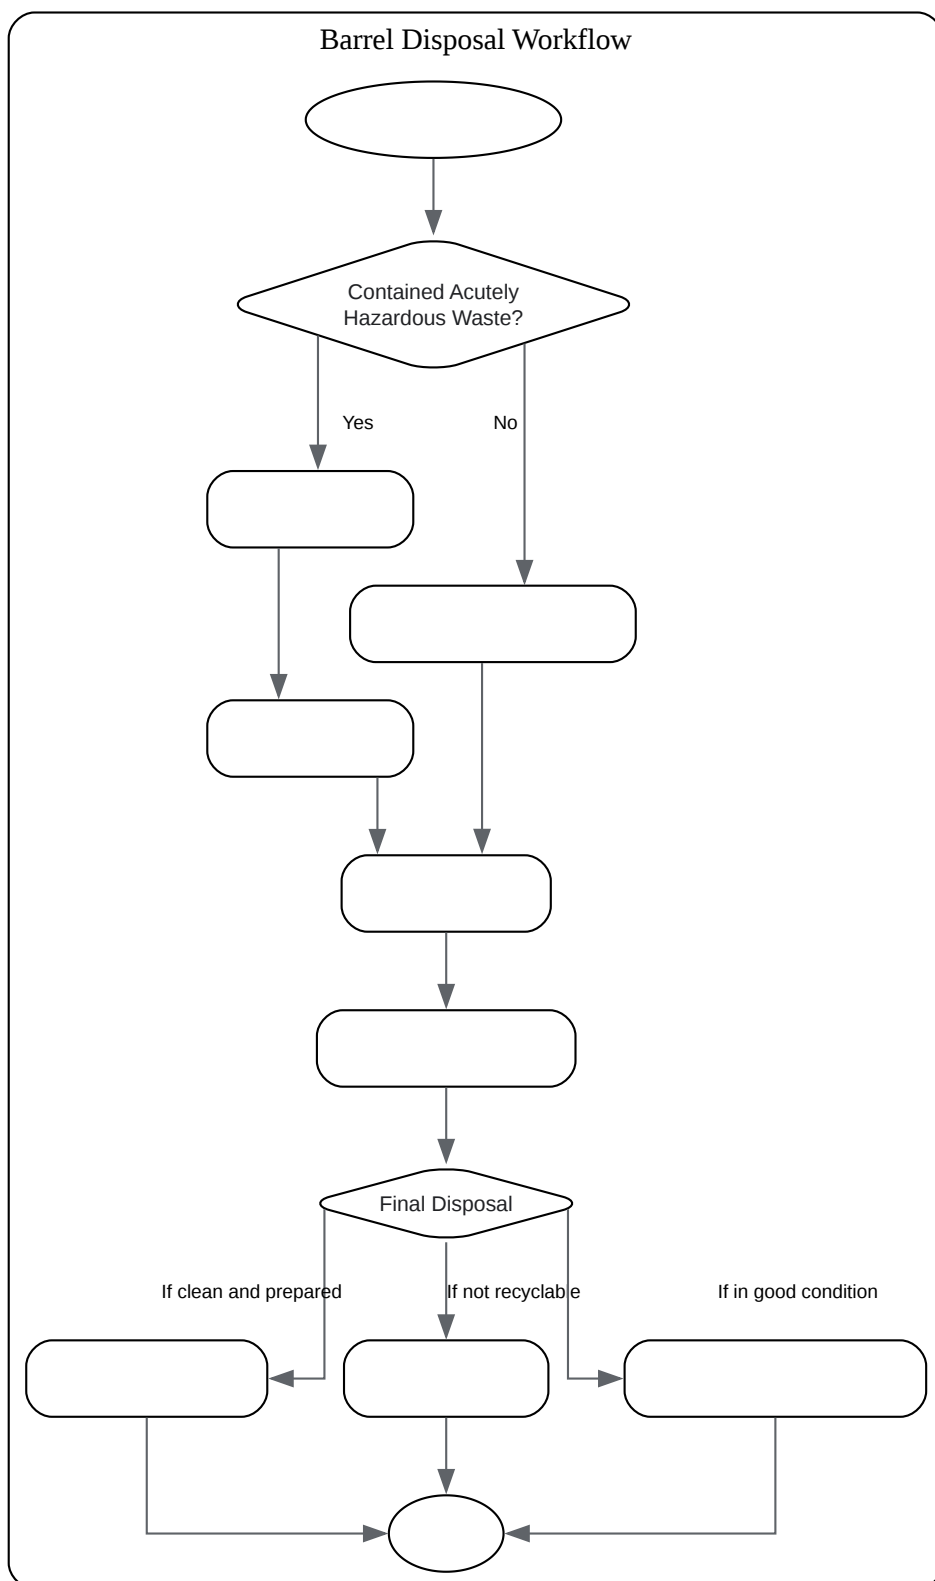 Barrel Disposal Workflow
Contained Acutely
Hazardous Waste?
Yes
No
Final Disposal
If clean and prepared
If not recyclable
If in good condition